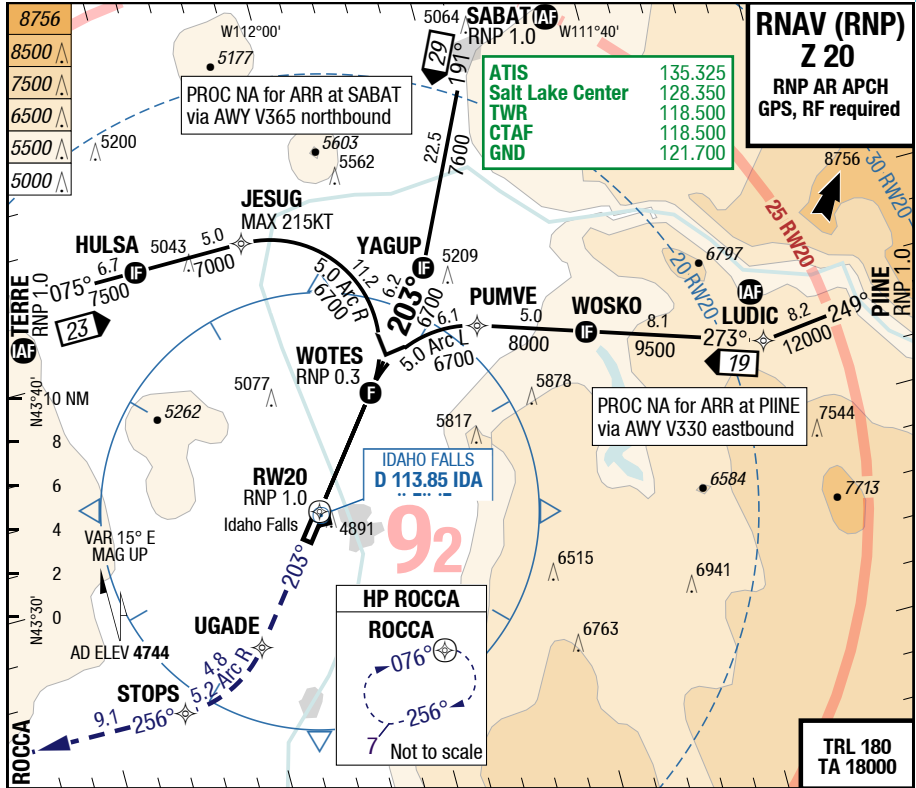 8756
8500
7500
6500
5500
5000
W112°00'
5177
5064
SABAT IAF
RNP 1.0
W111°40'
29
191°
RNAV (RNP)
Z 20
RNP AR APCH
GPS, RF required
PROC NA for ARR at SABAT
via AWY V365 northbound
ATIS 135.325
Salt Lake Center 128.350
TWR 118.500
CTAF 118.500
GND 121.700
5200
5603
5562
22.5
7600
8756
30 RW20
25 RW20
20 RW20
JESUG
MAX 215KT
HULSA
IF
5043
5.0
7000
075°
6.7
7500
TERRE
RNP 1.0
IAF
23
YAGUP
IF
5209
6797
11.2
5.0 Arc R
6700
6.2
6700
203°
PUMVE
6.1
5.0 Arc L
6700
5.0
8000
WOSKO
IF
8.1
9500
IAF
LUDIC
273°
19
8.2
12000
249°
PIINE
RNP 1.0
WOTES
RNP 0.3
F
N43°40'
10 NM
8
6
4
2
0
N43°30'
5077
5262
5878
5817
PROC NA for ARR at PIINE
via AWY V330 eastbound
7544
6584
7713
RW20
RNP 1.0
Idaho Falls
IDAHO FALLS
D 113.85 IDA
4891
92
VAR 15° E
MAG UP
AD ELEV 4744
203°
6515
6941
6763
UGADE
4.8
5.2 Arc R
STOPS
9.1
256°
ROCCA
HP ROCCA
ROCCA
076°
256°
7
Not to scale
TRL 180
TA 18000